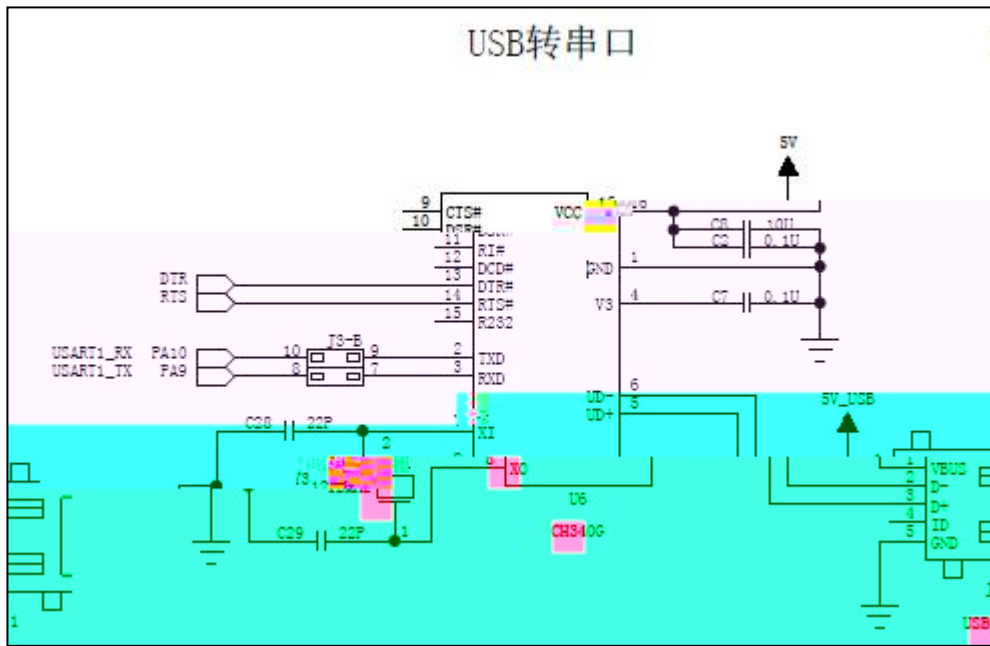 USB转串口
5V
9 CTS# VCC
10
C8 10U
11 C2 0.1U
12 RI#
13 DCD# GND 1
DTR DTR#
RTS 14 RTS# V3 4 C7 0.1U
15 R232
J3-B
USART1_RX PA10 10 9 2 TXD
USART1_TX PA9 8 7 3 RXD
6
UD- 5
UD+ 5V_USB
C28 22P XI
2
XO 1 VBUS
2 D-
U6 3 D+
4 ID
C29 22P 1 CH340G 5 GND
1
USB